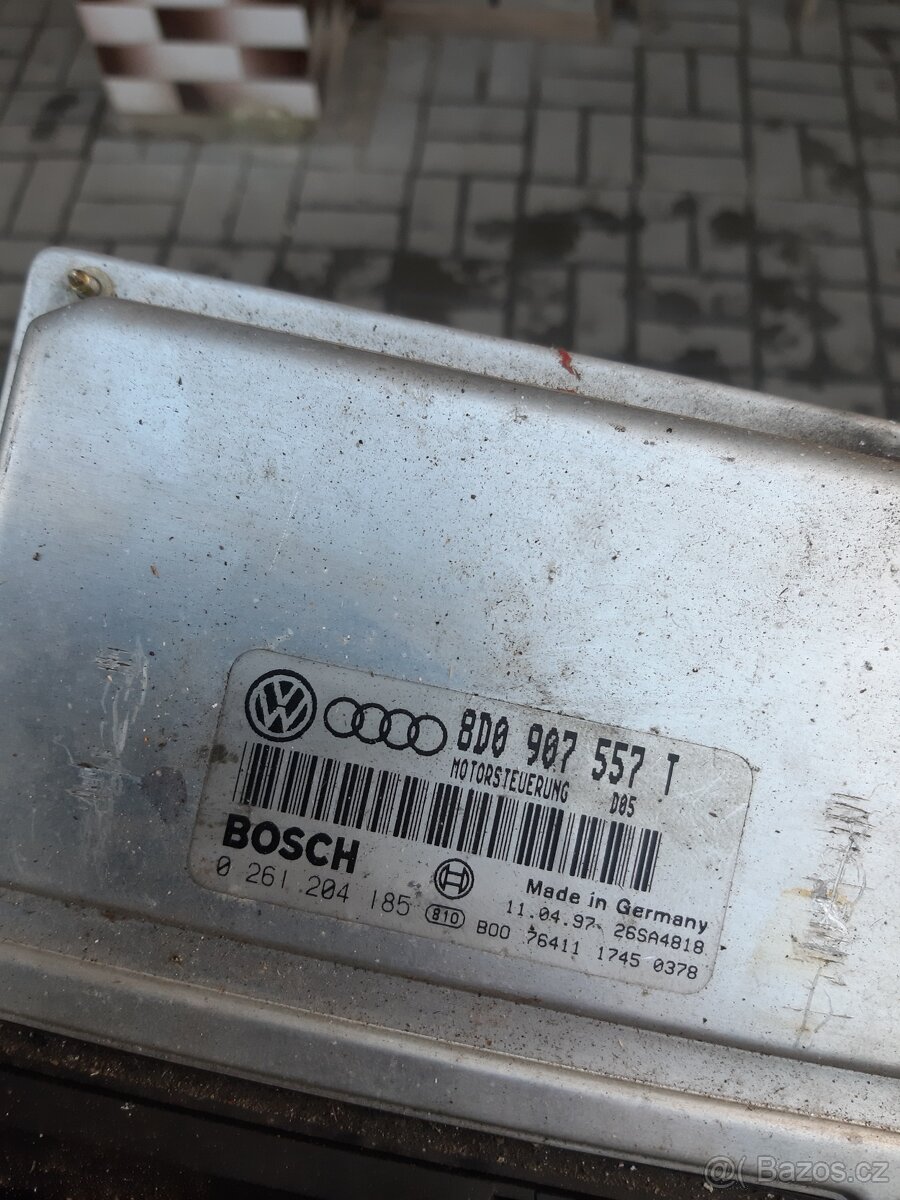 8D0 907 557 T
MOTORSTEUERUNG D05
BOSCH
0 261 204 185
Made in Germany
11.04.97 26SA4818
810 B00 76411 1745 0378
@( Bazos.cz